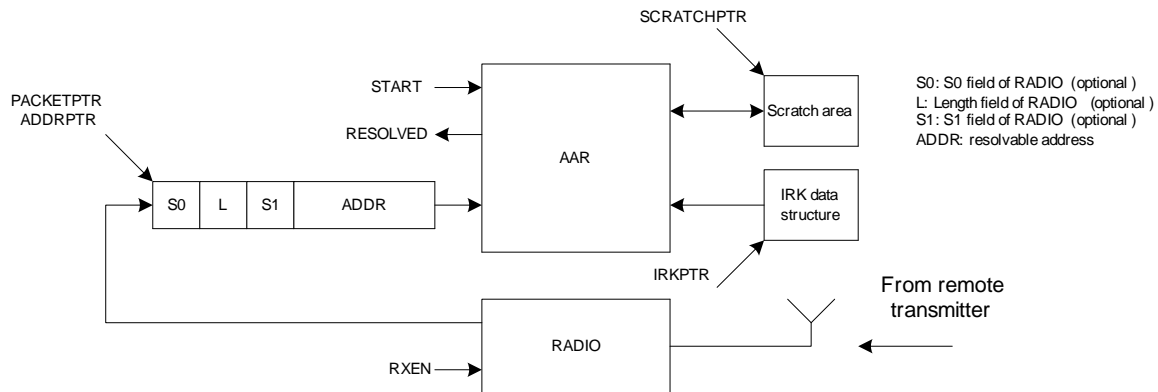 SCRATCHPTR
PACKETPTR
ADDRPTR
START
RESOLVED
AAR
Scratch area
S0: S0 field of RADIO (optional )
L: Length field of RADIO (optional )
S1: S1 field of RADIO (optional )
ADDR: resolvable address
S0
L
S1
ADDR
IRK data
structure
IRKPTR
From remote
transmitter
RADIO
RXEN